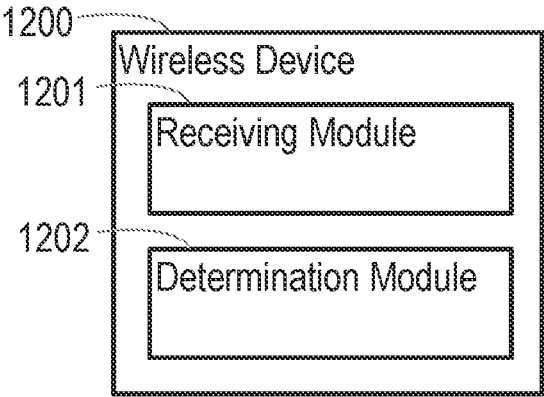 1200
Wireless Device
1201
Receiving Module
1202
Determination Module